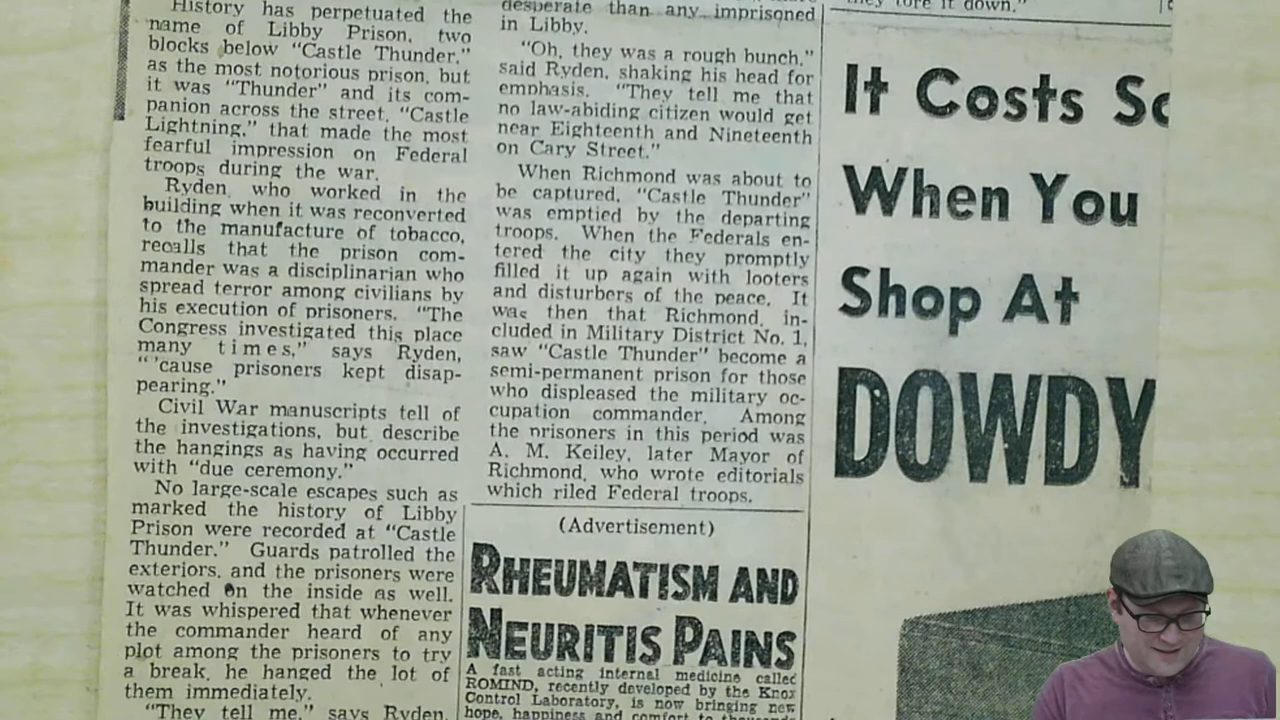 History has perpetuated the
name of Libby Prison, two
blocks below "Castle Thunder,"
as the most notorious prison, but
it was "Thunder" and its com-
panion across the street, "Castle
Lightning," that made the most
fearful impression on Federal
troops during the war.
Ryden, who worked in the
building when it was reconverted
to the manufacture of tobacco,
recalls that the prison com-
mander was a disciplinarian who
spread terror among civilians by
his execution of prisoners. "The
Congress investigated this place
many times," says Ryden,
" 'cause prisoners kept disap-
pearing."
Civil War manuscripts tell of
the investigations, but describe
the hangings as having occurred
with "due ceremony."
No large-scale escapes such as
marked the history of Libby
Prison were recorded at "Castle
Thunder." Guards patrolled the
exteriors, and the prisoners were
watched on the inside as well.
It was whispered that whenever
the commander heard of any
plot among the prisoners to try
a break, he hanged the lot of
them immediately.
"They tell me," says Ryden,
desperate than any imprisoned
in Libby.
"Oh, they was a rough bunch,"
said Ryden, shaking his head for
emphasis. "They tell me that
no law-abiding citizen would get
near Eighteenth and Nineteenth
on Cary Street."
When Richmond was about to
be captured, "Castle Thunder"
was emptied by the departing
troops. When the Federals en-
tered the city they promptly
filled it up again with looters
and disturbers of the peace. It
was then that Richmond, in-
cluded in Military District No. 1,
saw "Castle Thunder" become a
semi-permanent prison for those
who displeased the military oc-
cupation commander. Among
the prisoners in this period was
A. M. Keiley, later Mayor of
Richmond, who wrote editorials
which riled Federal troops.
(Advertisement)
RHEUMATISM AND
NEURITIS PAINS
A fast acting internal medicine called
ROMIND, recently developed by the Knox
Control Laboratory, is now bringing new
hope, happiness and comfort to thousands
they tore it down."
It Costs So
When You
Shop At
DOWDY